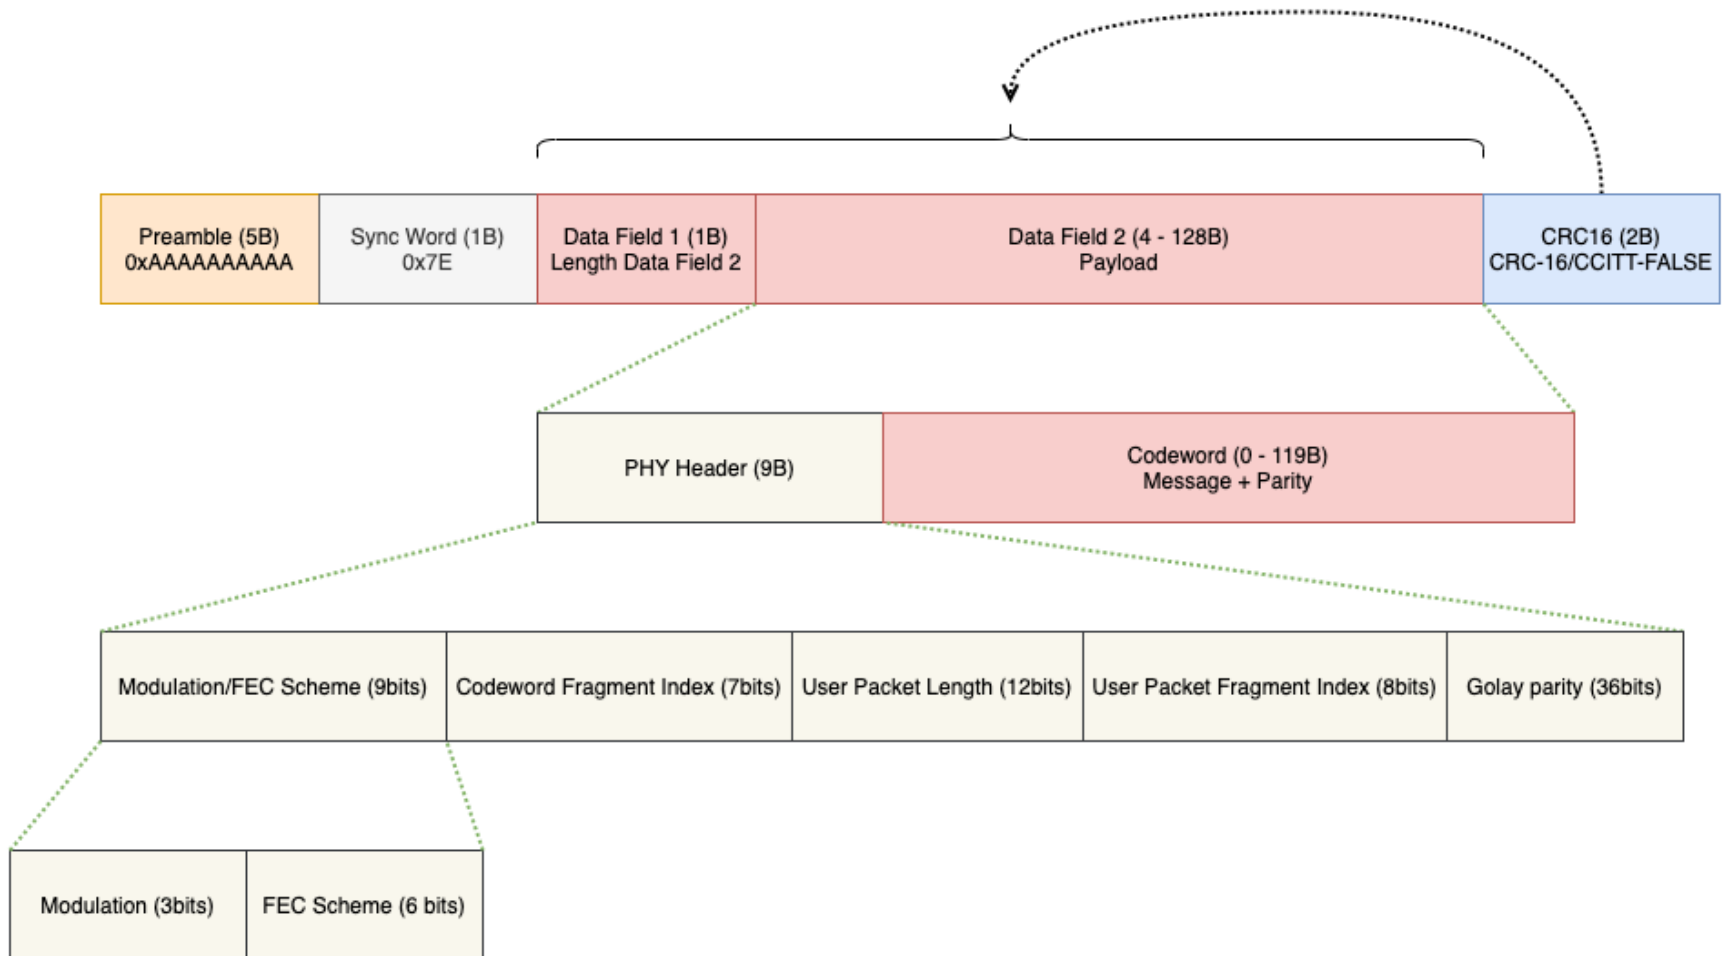 Preamble (5B)
0xAAAAAAAAAA
Sync Word (1B)
0x7E
Data Field 1 (1B)
Length Data Field 2
Data Field 2 (4 - 128B)
Payload
CRC16 (2B)
CRC-16/CCITT-FALSE
PHY Header (9B)
Codeword (0 - 119B)
Message + Parity
Modulation/FEC Scheme (9bits)
Codeword Fragment Index (7bits)
User Packet Length (12bits)
User Packet Fragment Index (8bits)
Golay parity (36bits)
Modulation (3bits)
FEC Scheme (6 bits)